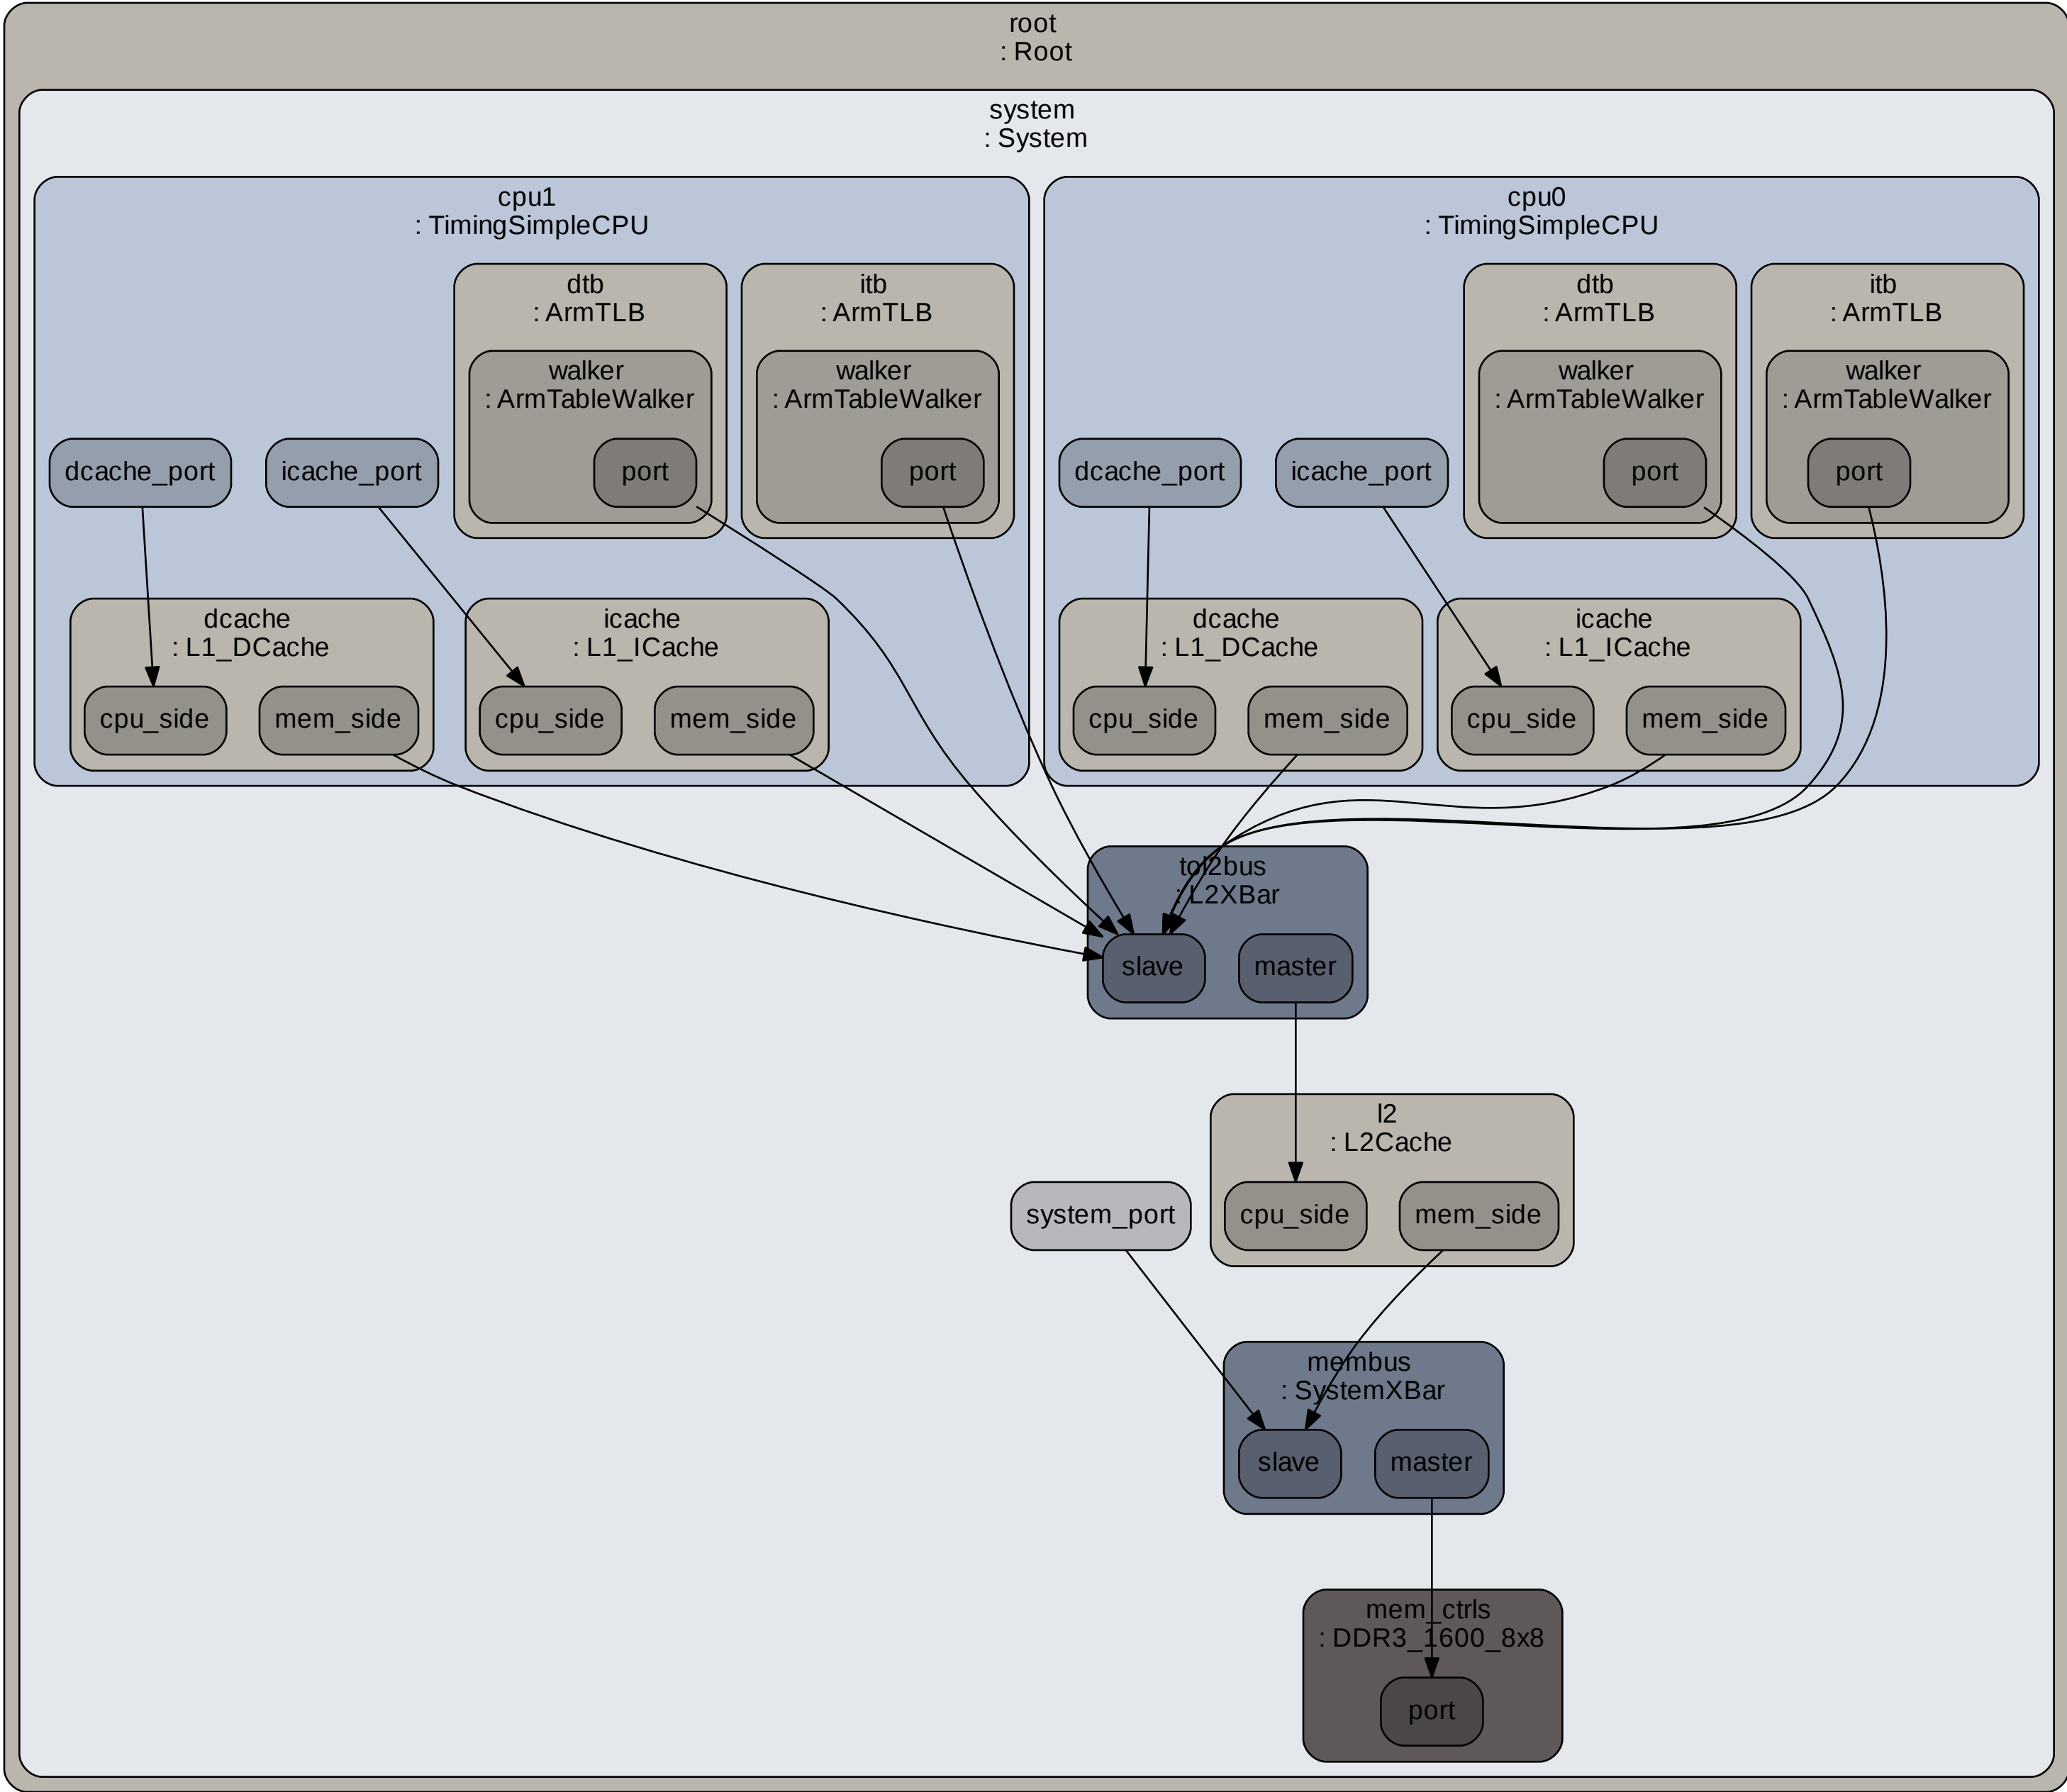 root
: Root
system
: System
cpu1
: TimingSimpleCPU
dtb
: ArmTLB
walker
: ArmTableWalker
port
itb
: ArmTLB
walker
: ArmTableWalker
port
dcache_port
icache_port
dcache
: L1_DCache
cpu_side
mem_side
icache
: L1_ICache
cpu_side
mem_side
cpu0
: TimingSimpleCPU
dtb
: ArmTLB
walker
: ArmTableWalker
port
itb
: ArmTLB
walker
: ArmTableWalker
port
dcache_port
icache_port
dcache
: L1_DCache
cpu_side
mem_side
icache
: L1_ICache
cpu_side
mem_side
tol2bus
: L2XBar
slave
master
l2
: L2Cache
system_port
cpu_side
mem_side
membus
: SystemXBar
slave
master
mem_ctrls
: DDR3_1600_8x8
port